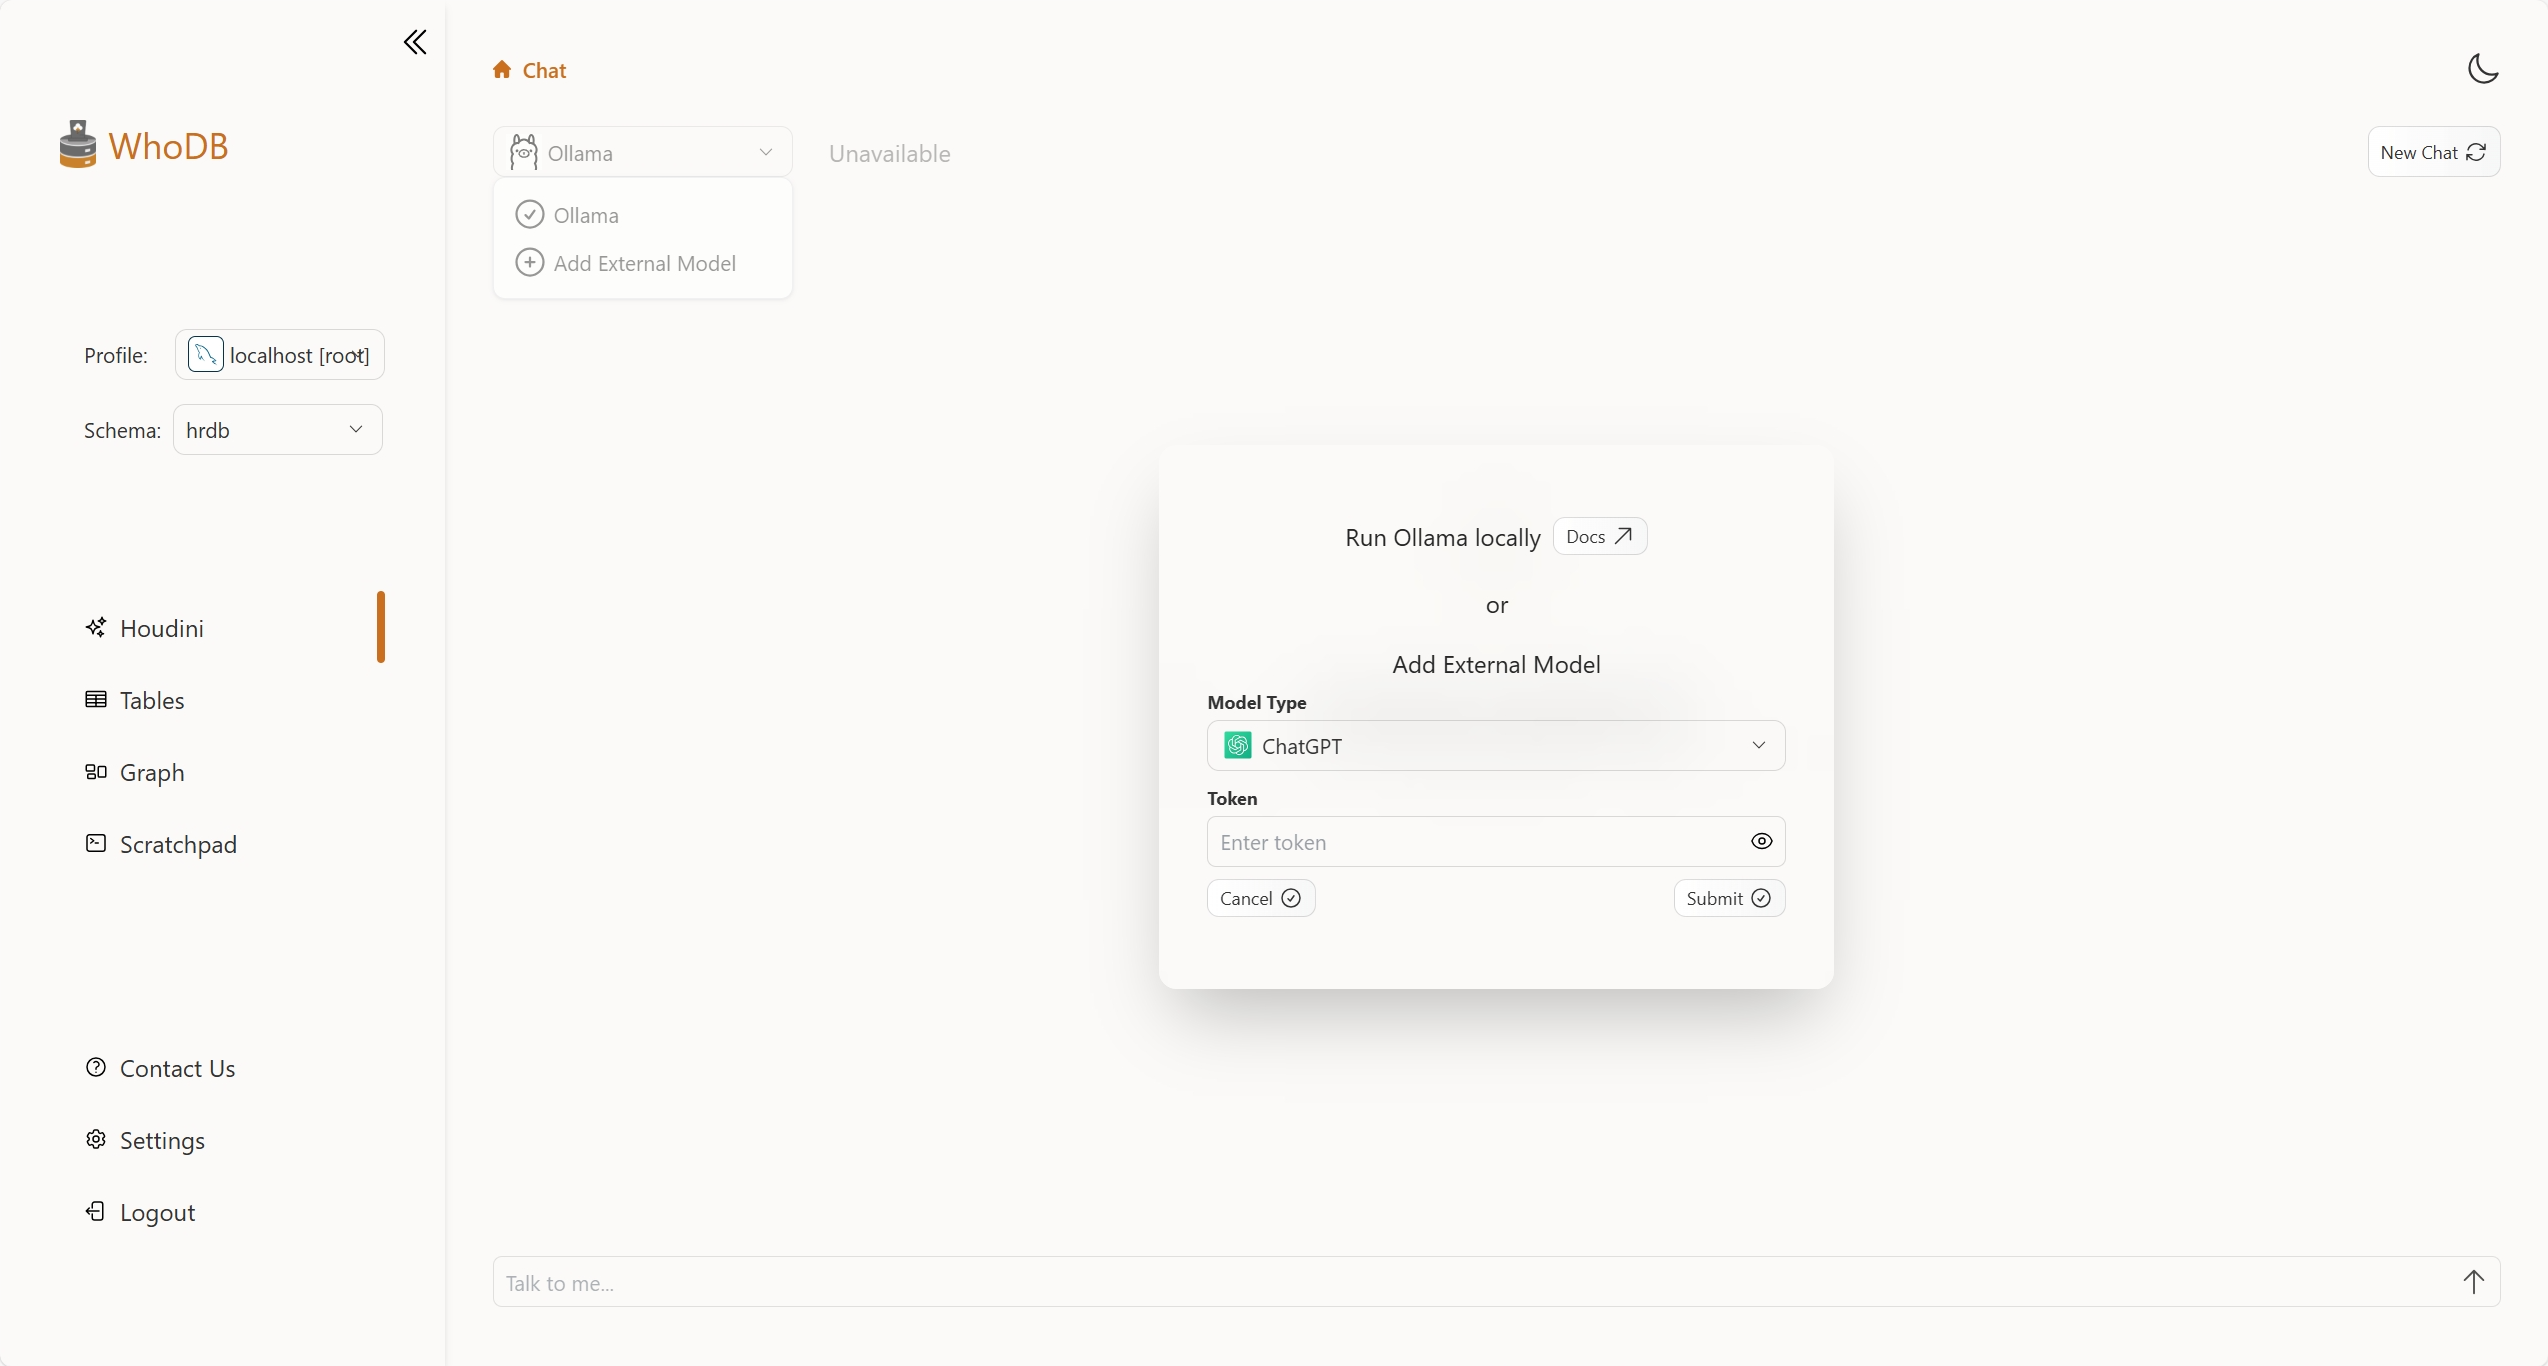 WhoDB
Profile: localhost [root]
Schema: hrdb
Houdini
Tables
Graph
Scratchpad
Contact Us
Settings
Logout
Chat
Ollama
Unavailable
New Chat
Ollama
Add External Model
Run Ollama locally Docs
or
Add External Model
Model Type
ChatGPT
Token
Enter token
Cancel
Submit
Talk to me...